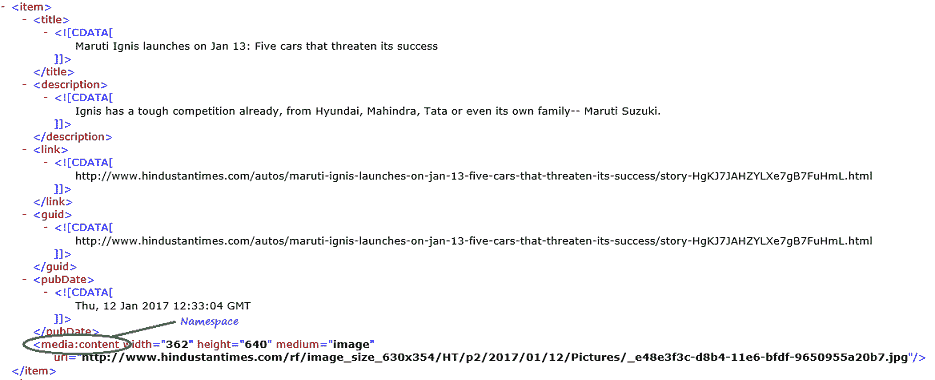 - <item>
- <title>
- <![CDATA[
Maruti Ignis launches on Jan 13: Five cars that threaten its success
]]>
</title>
- <description>
- <![CDATA[
Ignis has a tough competition already, from Hyundai, Mahindra, Tata or even its own family-- Maruti Suzuki.
]]>
</description>
- <link>
- <![CDATA[
http://www.hindustantimes.com/autos/maruti-ignis-launches-on-jan-13-five-cars-that-threaten-its-success/story-HgKJ7JAHZYLXe7gB7FuHmL.html
]]>
</link>
- <guid>
- <![CDATA[
http://www.hindustantimes.com/autos/maruti-ignis-launches-on-jan-13-five-cars-that-threaten-its-success/story-HgKJ7JAHZYLXe7gB7FuHmL.html
]]>
</guid>
- <pubDate>
- <![CDATA[
Thu, 12 Jan 2017 12:33:04 GMT
]]>
Namespace
</pubDate>
<media:content width="362" height="640" medium="image"
url="http://www.hindustantimes.com/rf/image_size_630x354/HT/p2/2017/01/12/Pictures/_e48e3f3c-d8b4-11e6-bfdf-9650955a20b7.jpg"/>
</item>